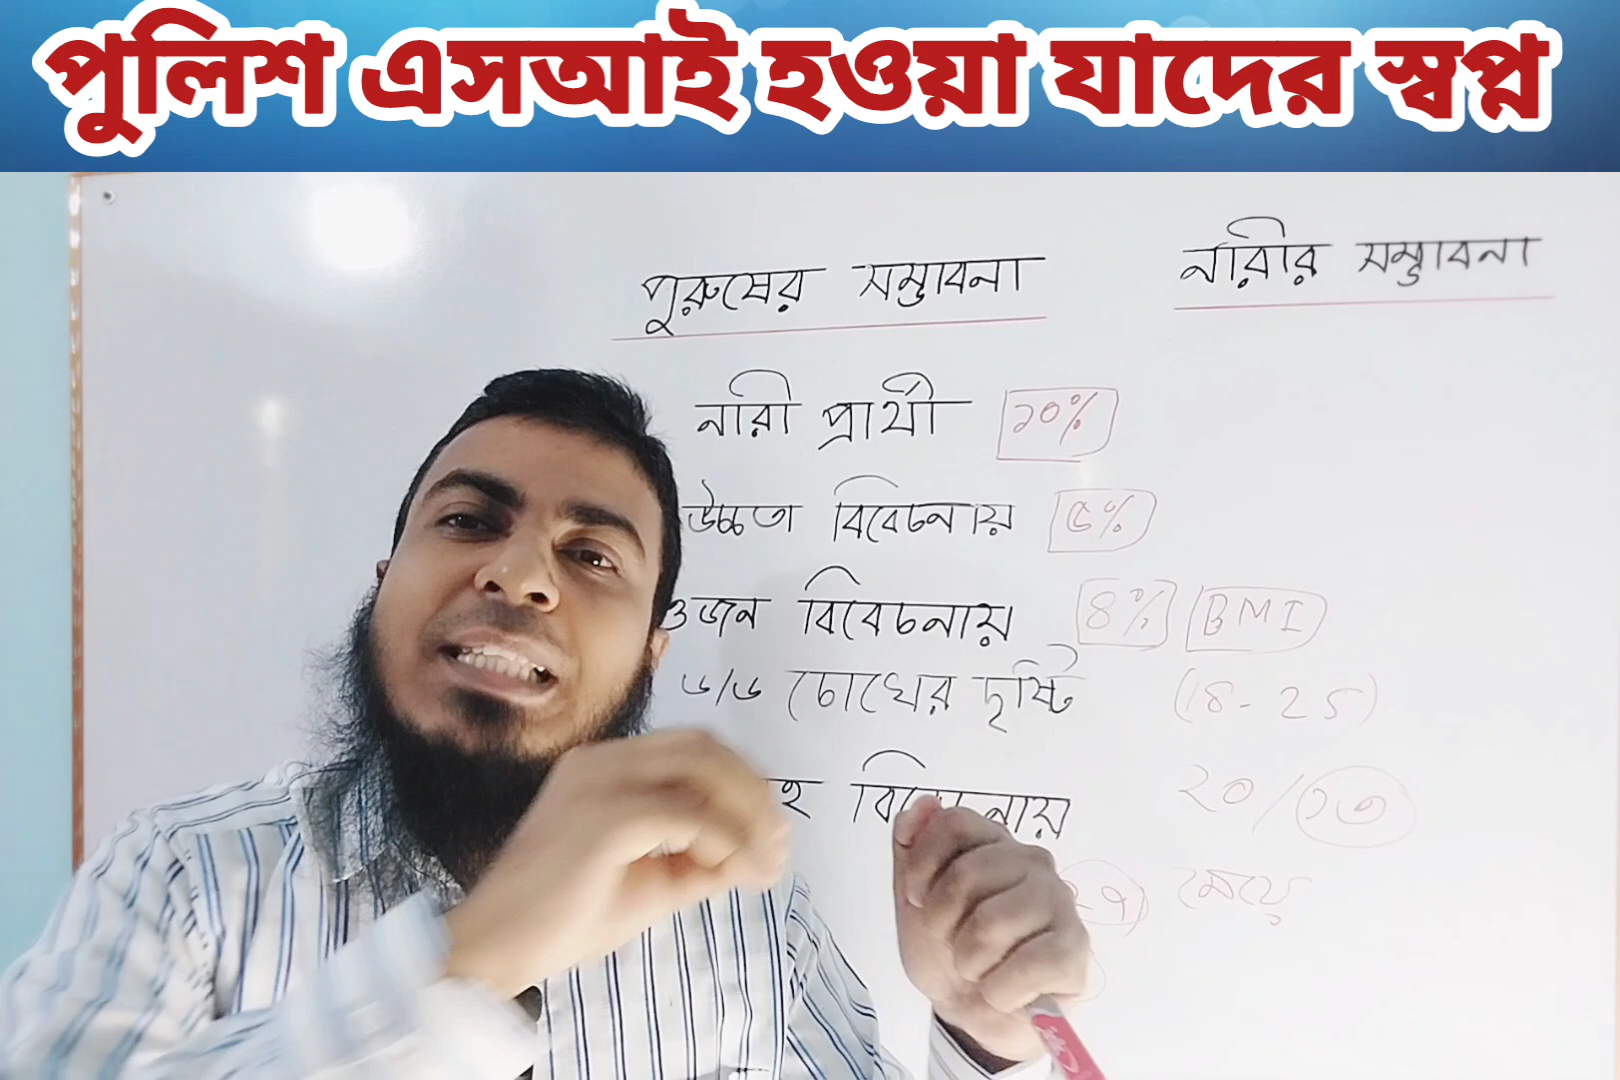 পুলিশ এসআই হওয়া যাদের স্বপ্ন
পুরুষের সম্ভাবনা নারীর সম্ভাবনা
নারী প্রার্থী ১০%
উচ্চতা বিবেচনায় ৫%
ওজন বিবেচনায় ৪% BMI
৬/৬ চোখের দৃষ্টি (18-25)
বিবেচনায় ২০/
মেয়ে